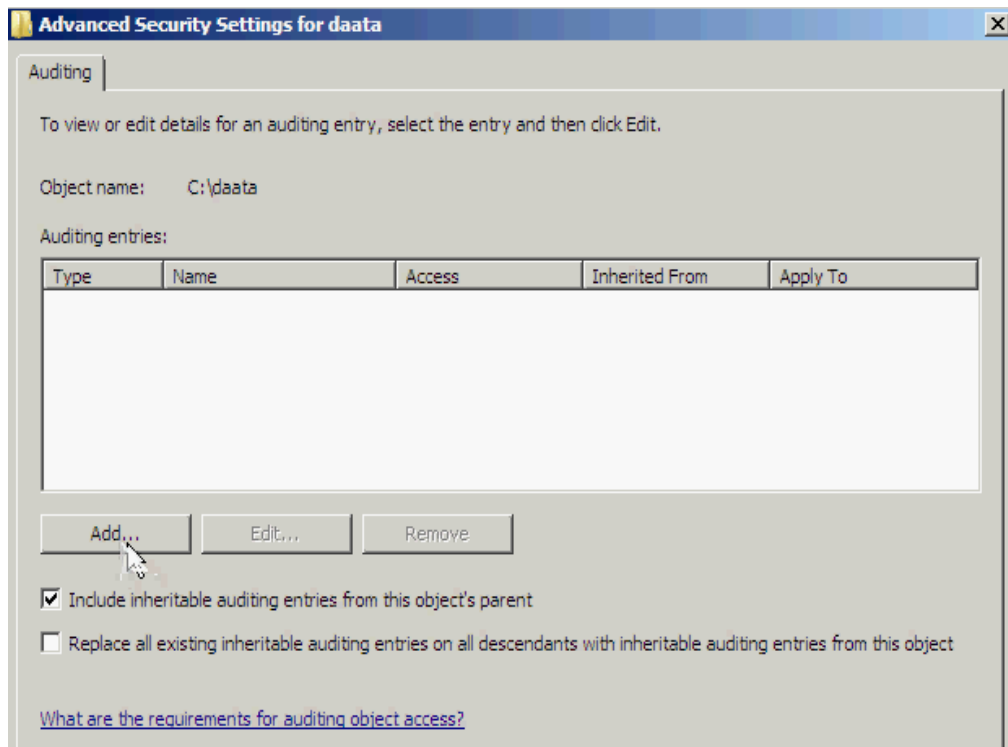 Advanced Security Settings for daata
Auditing
To view or edit details for an auditing entry, select the entry and then click Edit.
Object name: C:\daata
Auditing entries:
Type Name Access Inherited From Apply To
Add... Edit... Remove
Include inheritable auditing entries from this object's parent
Replace all existing inheritable auditing entries on all descendants with inheritable auditing entries from this object
What are the requirements for auditing object access?